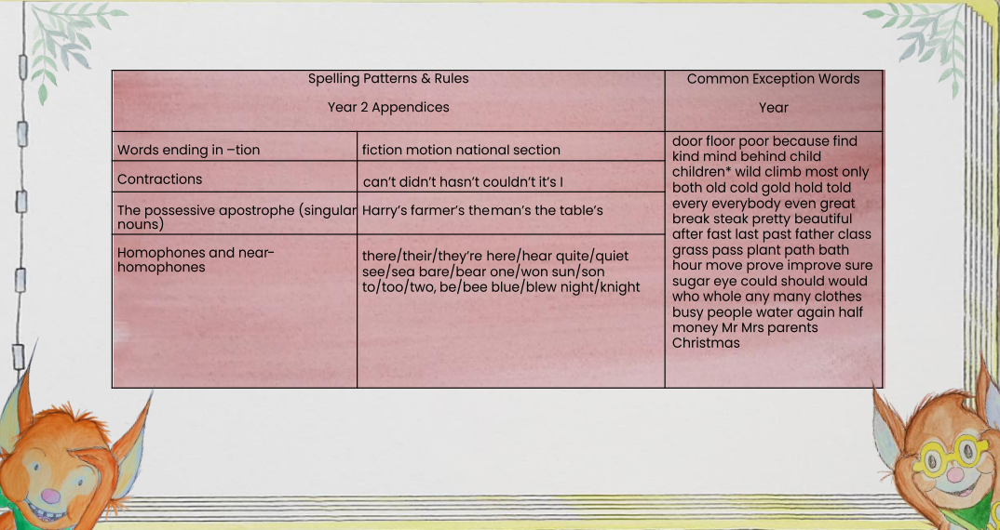 Spelling Patterns & Rules
Year 2 Appendices
Common Exception Words
Year
Words ending in –tion
fiction motion national section
Contractions
can’t didn’t hasn’t couldn’t it’s I
The possessive apostrophe (singular
nouns)
Harry’s farmer’s the man’s the table’s
Homophones and near-
homophones
there/their/they’re here/hear quite/quiet
see/sea bare/bear one/won sun/son
to/too/two, be/bee blue/blew night/knight
door floor poor because find
kind mind behind child
children* wild climb most only
both old cold gold hold told
every everybody even great
break steak pretty beautiful
after fast last past father class
grass pass plant path bath
hour move prove improve sure
sugar eye could should would
who whole any many clothes
busy people water again half
money Mr Mrs parents
Christmas